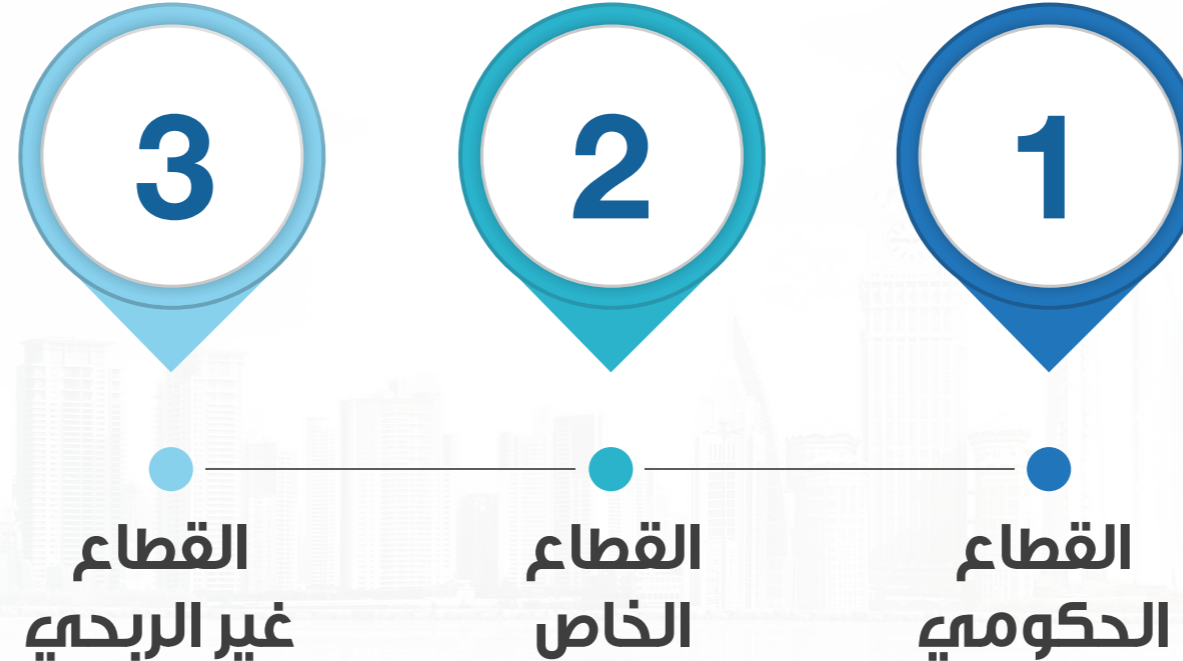 1
القطاع
الحكومي
2
القطاع
الخاص
3
القطاع
غير الربحي